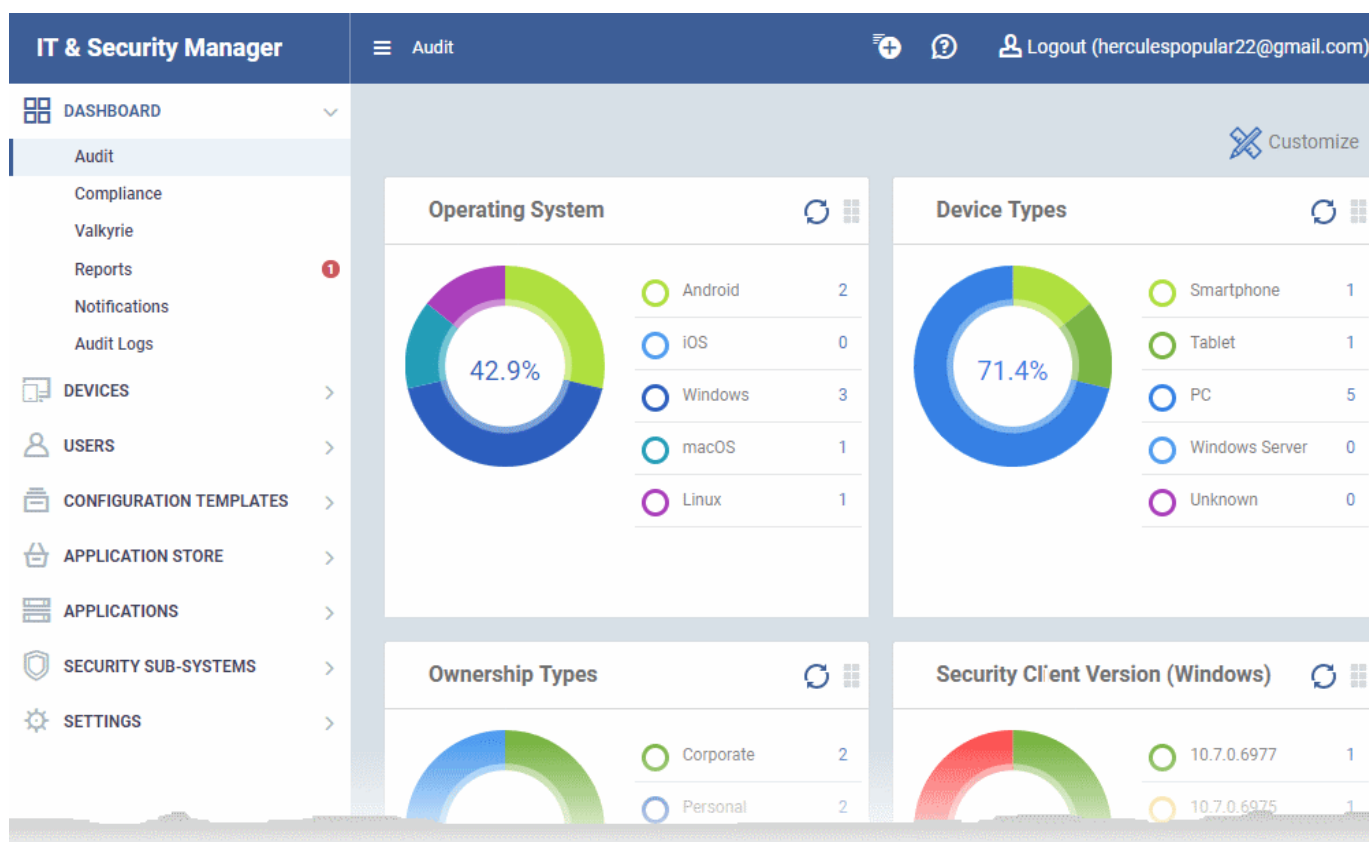 IT & Security Manager
Audit
Logout (herculespopular22@gmail.com)
DASHBOARD
Audit
Compliance
Valkyrie
Reports 1
Notifications
Audit Logs
DEVICES
USERS
CONFIGURATION TEMPLATES
APPLICATION STORE
APPLICATIONS
SECURITY SUB-SYSTEMS
SETTINGS
Customize
Operating System
42.9%
Android 2
iOS 0
Windows 3
macOS 1
Linux 1
Device Types
71.4%
Smartphone 1
Tablet 1
PC 5
Windows Server 0
Unknown 0
Ownership Types
Corporate 2
Personal 2
Security Client Version (Windows)
10.7.0.6977 1
10.7.0.6975 1